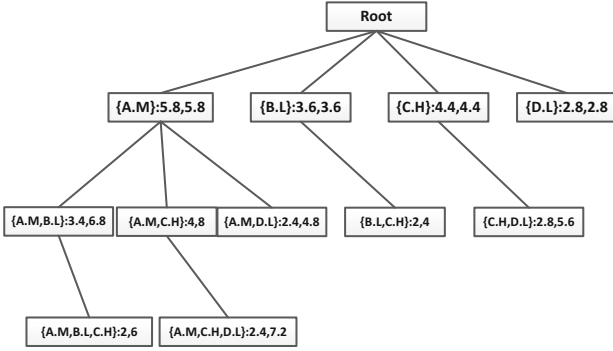 Root
{A.M}:5.8,5.8
{B.L}:3.6,3.6
{C.H}:4.4,4.4
{D.L}:2.8,2.8
{A.M,B.L}:3.4,6.8
{A.M,C.H}:4,8
{A.M,D.L}:2.4,4.8
{B.L,C.H}:2,4
{C.H,D.L}:2.8,5.6
{A.M,B.L,C.H}:2,6
{A.M,C.H,D.L}:2.4,7.2